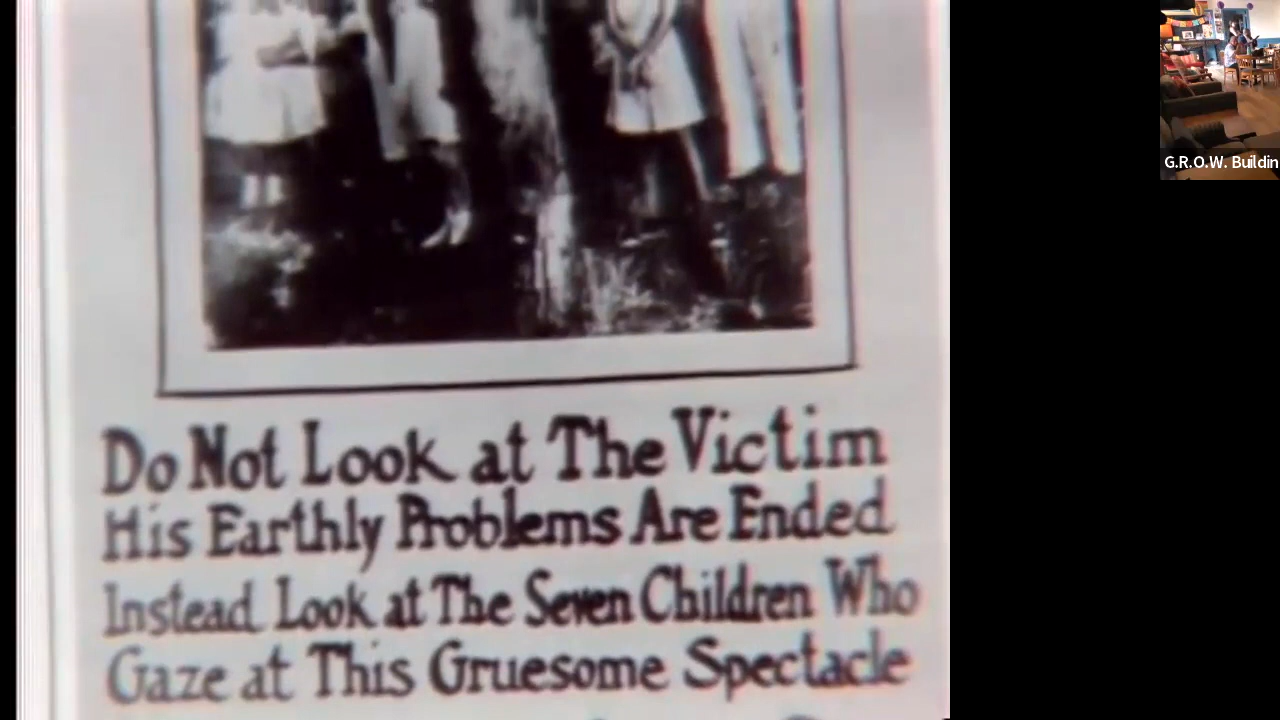 Do Not Look at The Victim
His Earthly Problems Are Ended
Instead Look at The Seven Children Who
Gaze at This Gruesome Spectacle
G.R.O.W. Buildin